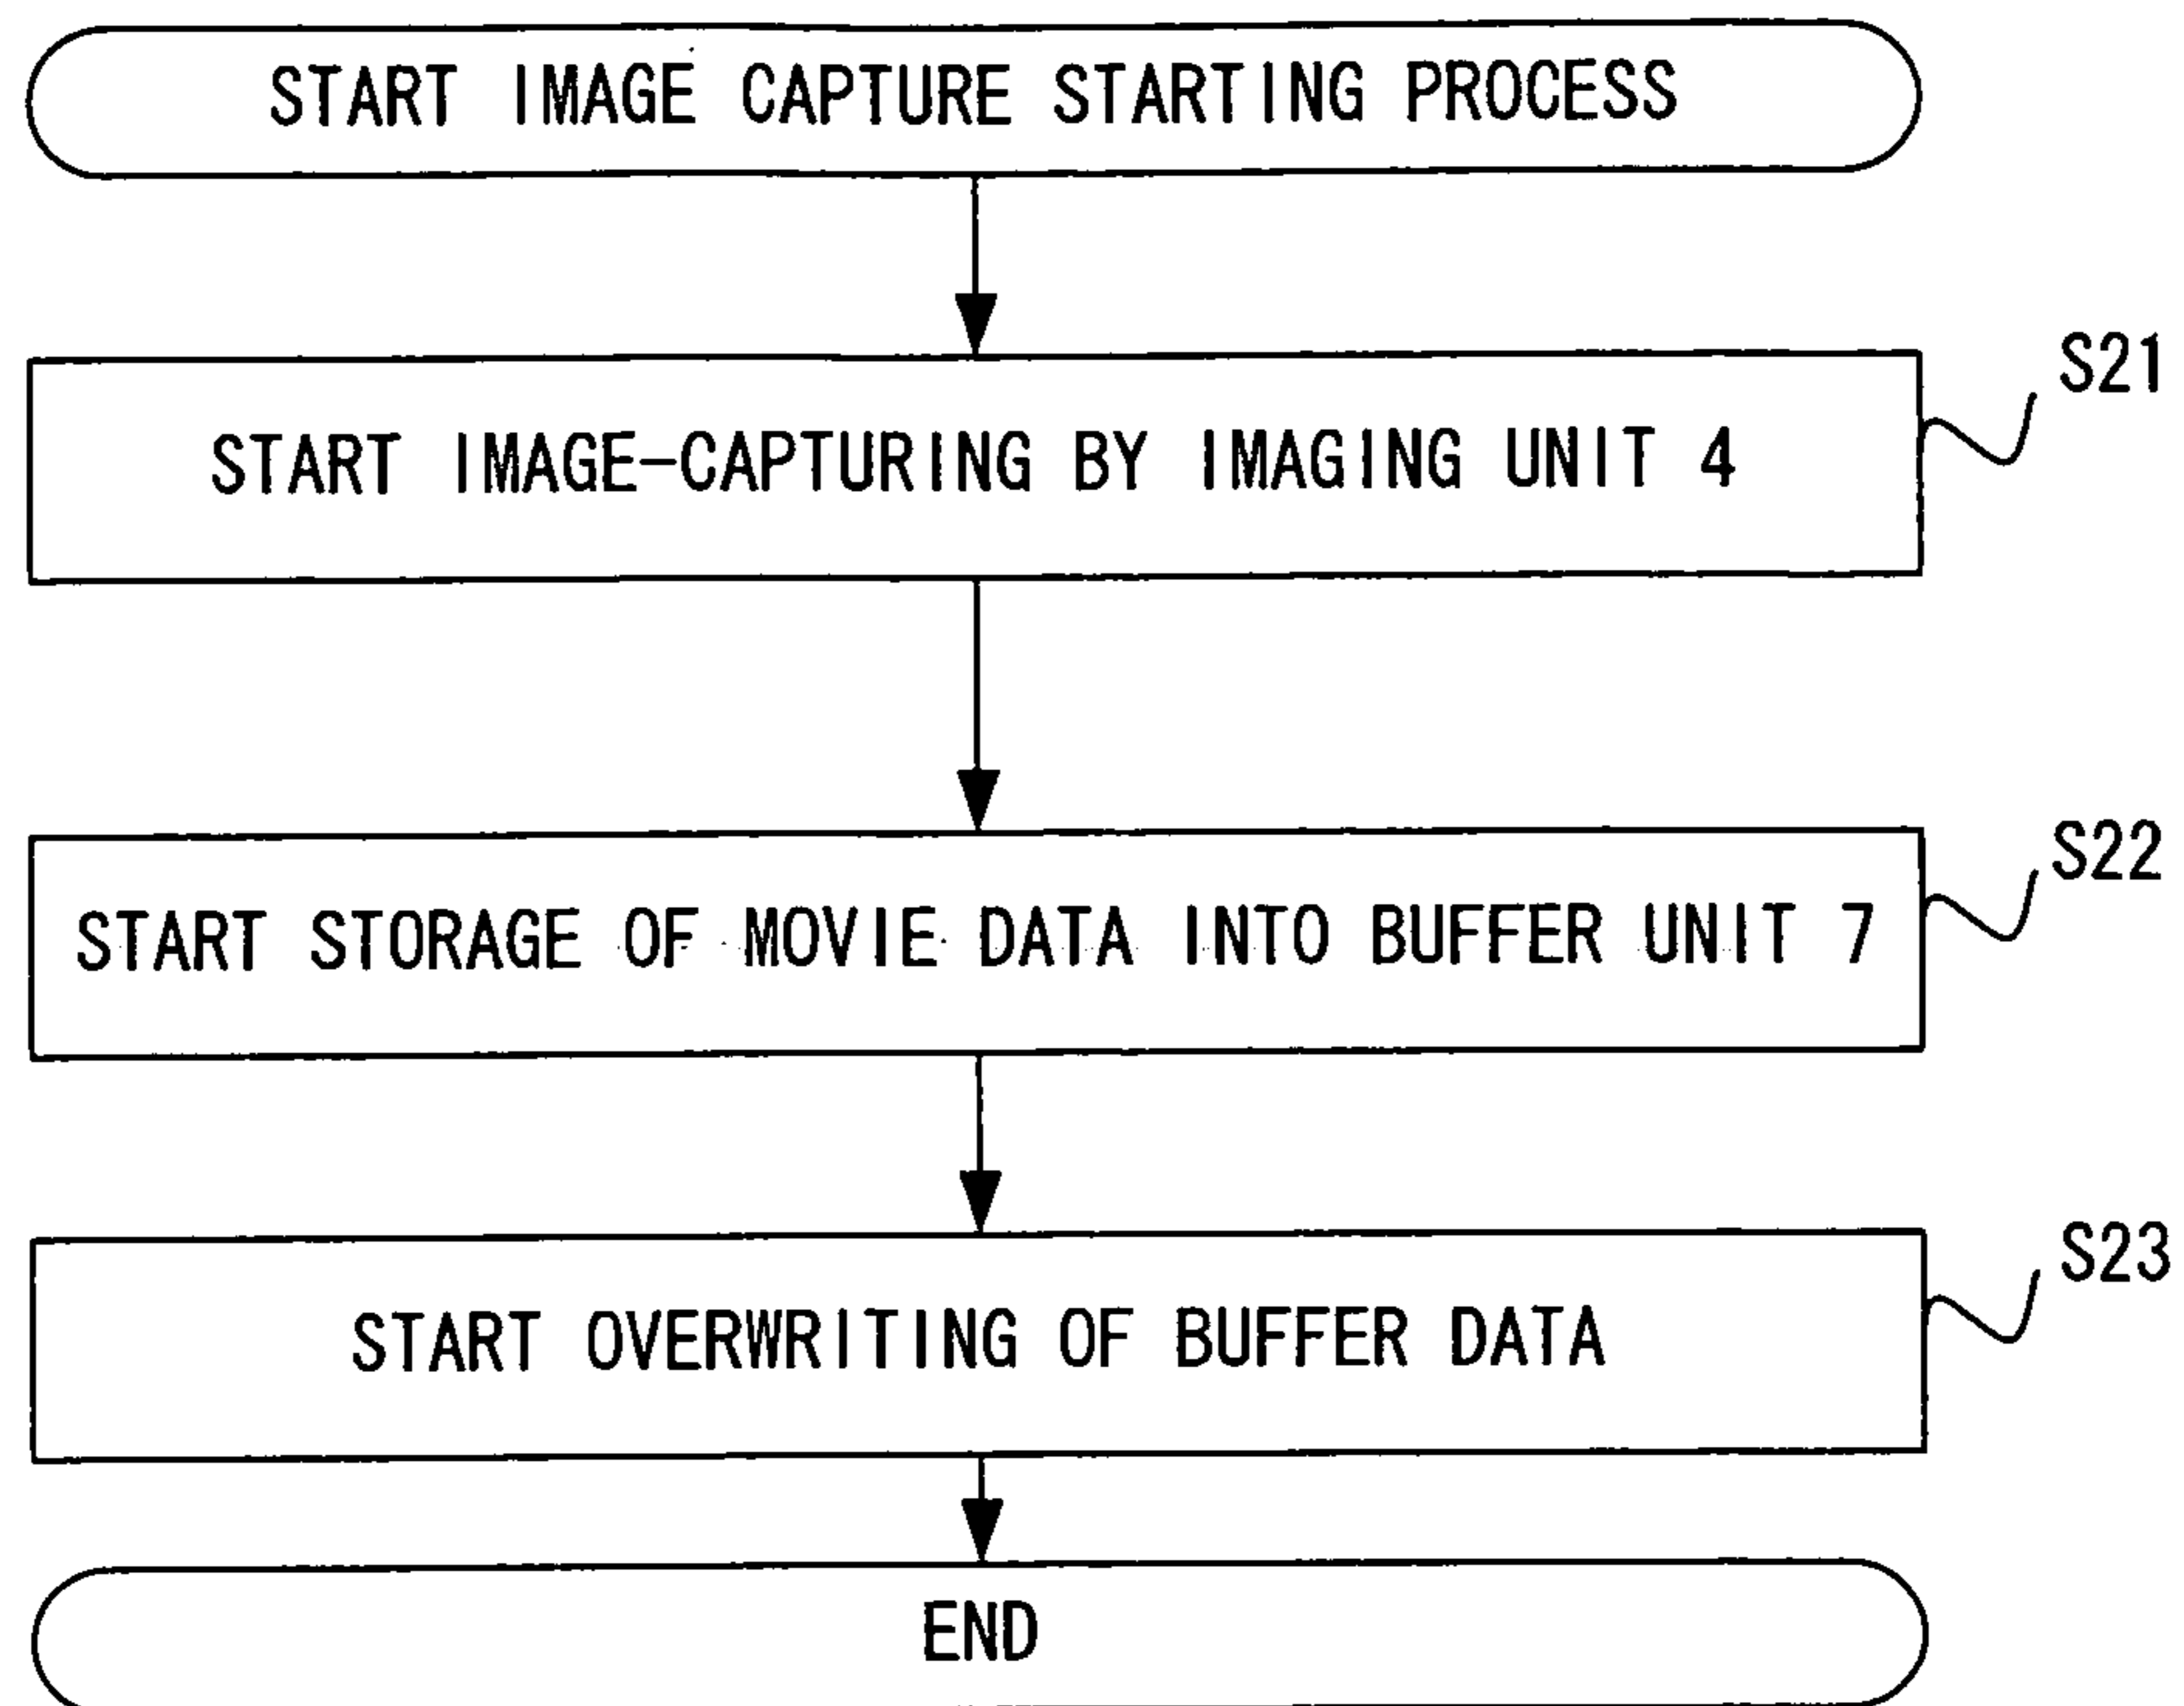 START IMAGE CAPTURE STARTING PROCESS
S21
START IMAGE-CAPTURING BY IMAGING UNIT 4
S22
START STORAGE OF MOVIE DATA INTO BUFFER UNIT 7
S23
START OVERWRITING OF BUFFER DATA
END